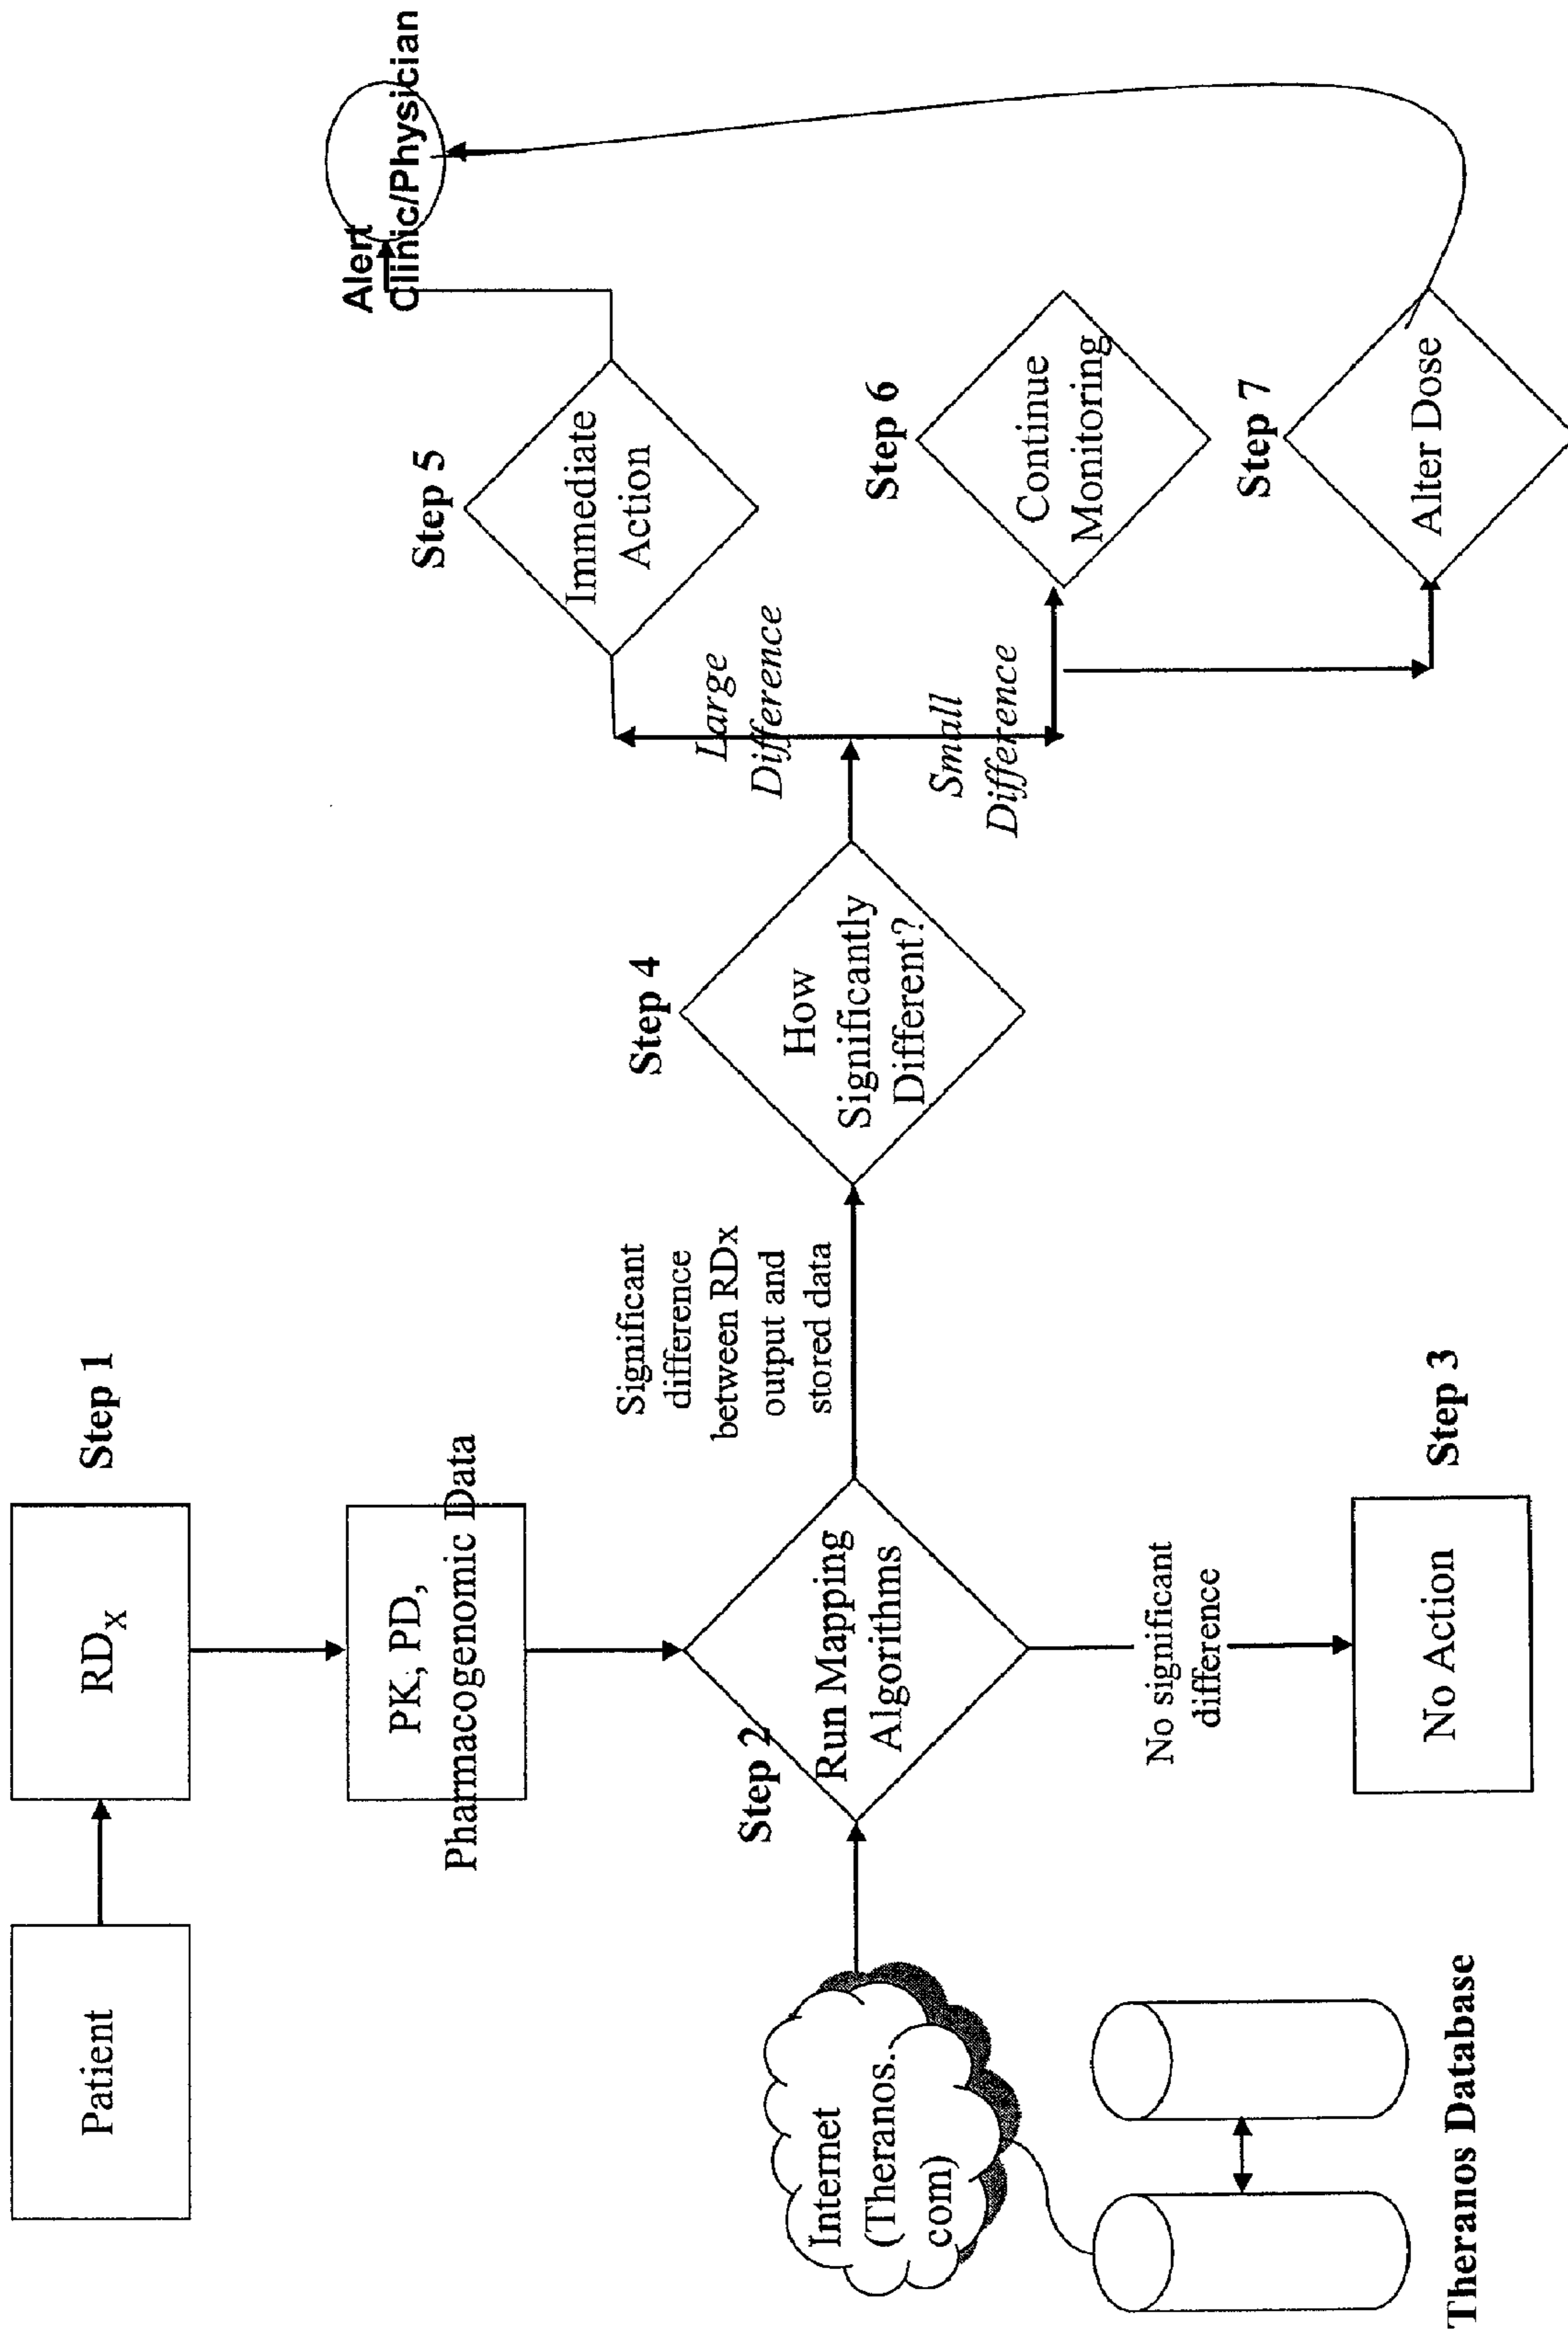 Patient
RDx
Step 1
PK, PD,
Pharmacogenomic Data
Step 2
Run Mapping
Algorithms
Internet
(Theranos.
com)
Theranos Database
No significant
difference
Step 3
No Action
Significant
difference
between RDx
output and
stored data
Step 4
How
Significantly
Different?
Large
Difference
Small
Difference
Step 5
Immediate
Action
Alert
Clinic/Physician
Step 6
Continue
Monitoring
Step 7
Alter Dose